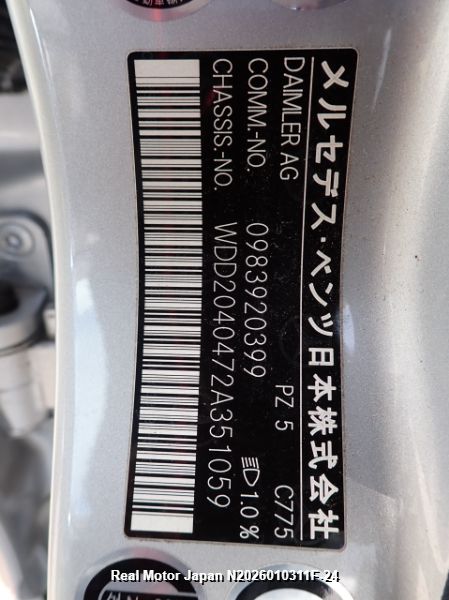 メルセデス・ベンツ日本株式会社
DAIMLER AG PZ 5 C775
COMM.-NO. 0983920399 1.0%
CHASSIS-NO. WDD2040472A351059
Real Motor Japan N2026010311F-24